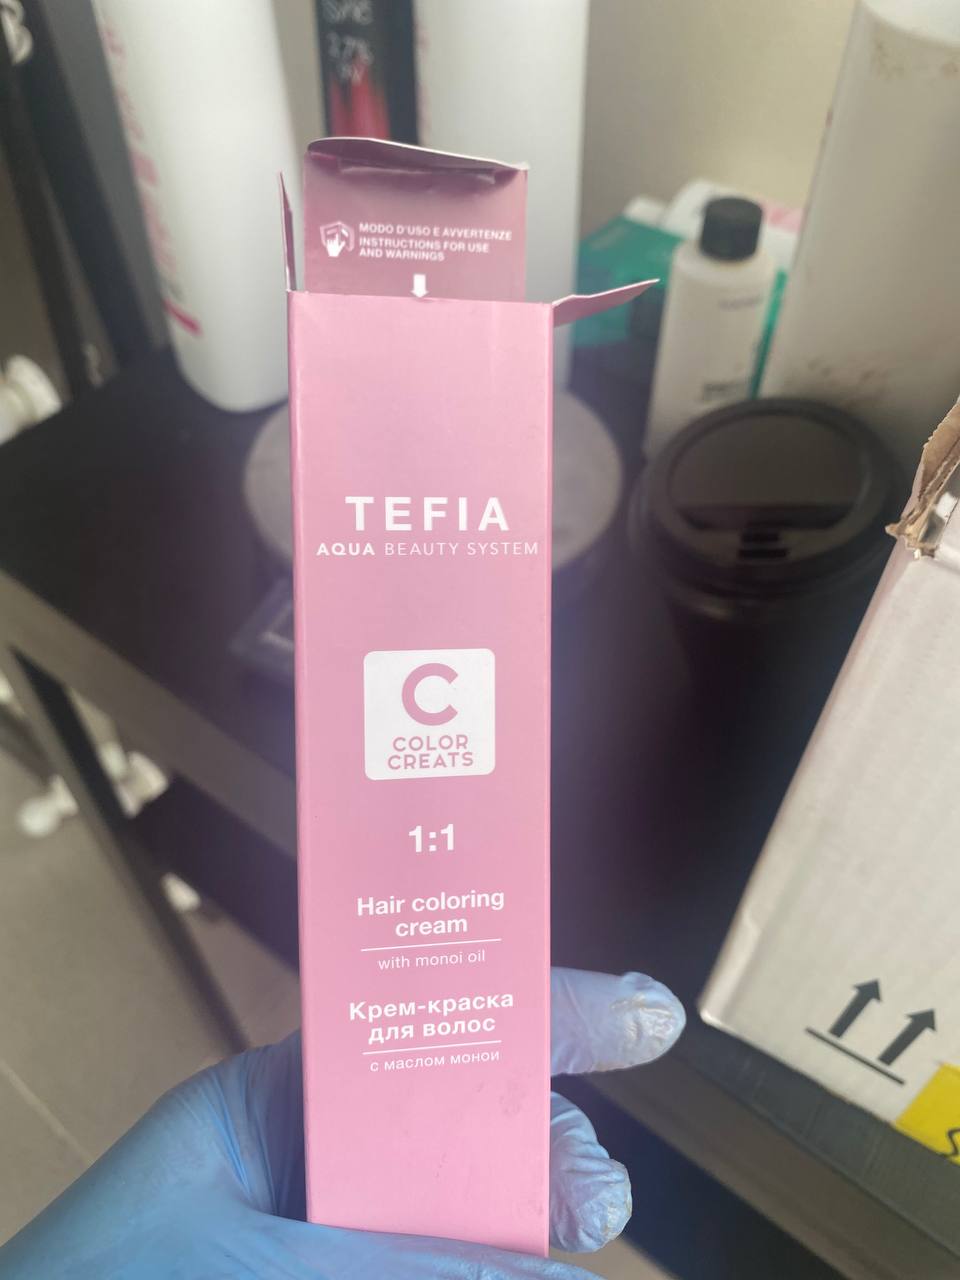 MODO D'USO E AVVERTENZE
INSTRUCTIONS FOR USE
AND WARNINGS
TEFIA
AQUA BEAUTY SYSTEM
C
COLOR
CREATS
1:1
Hair coloring
cream
with monoi oil
Крем-краска
для волос
с маслом монои